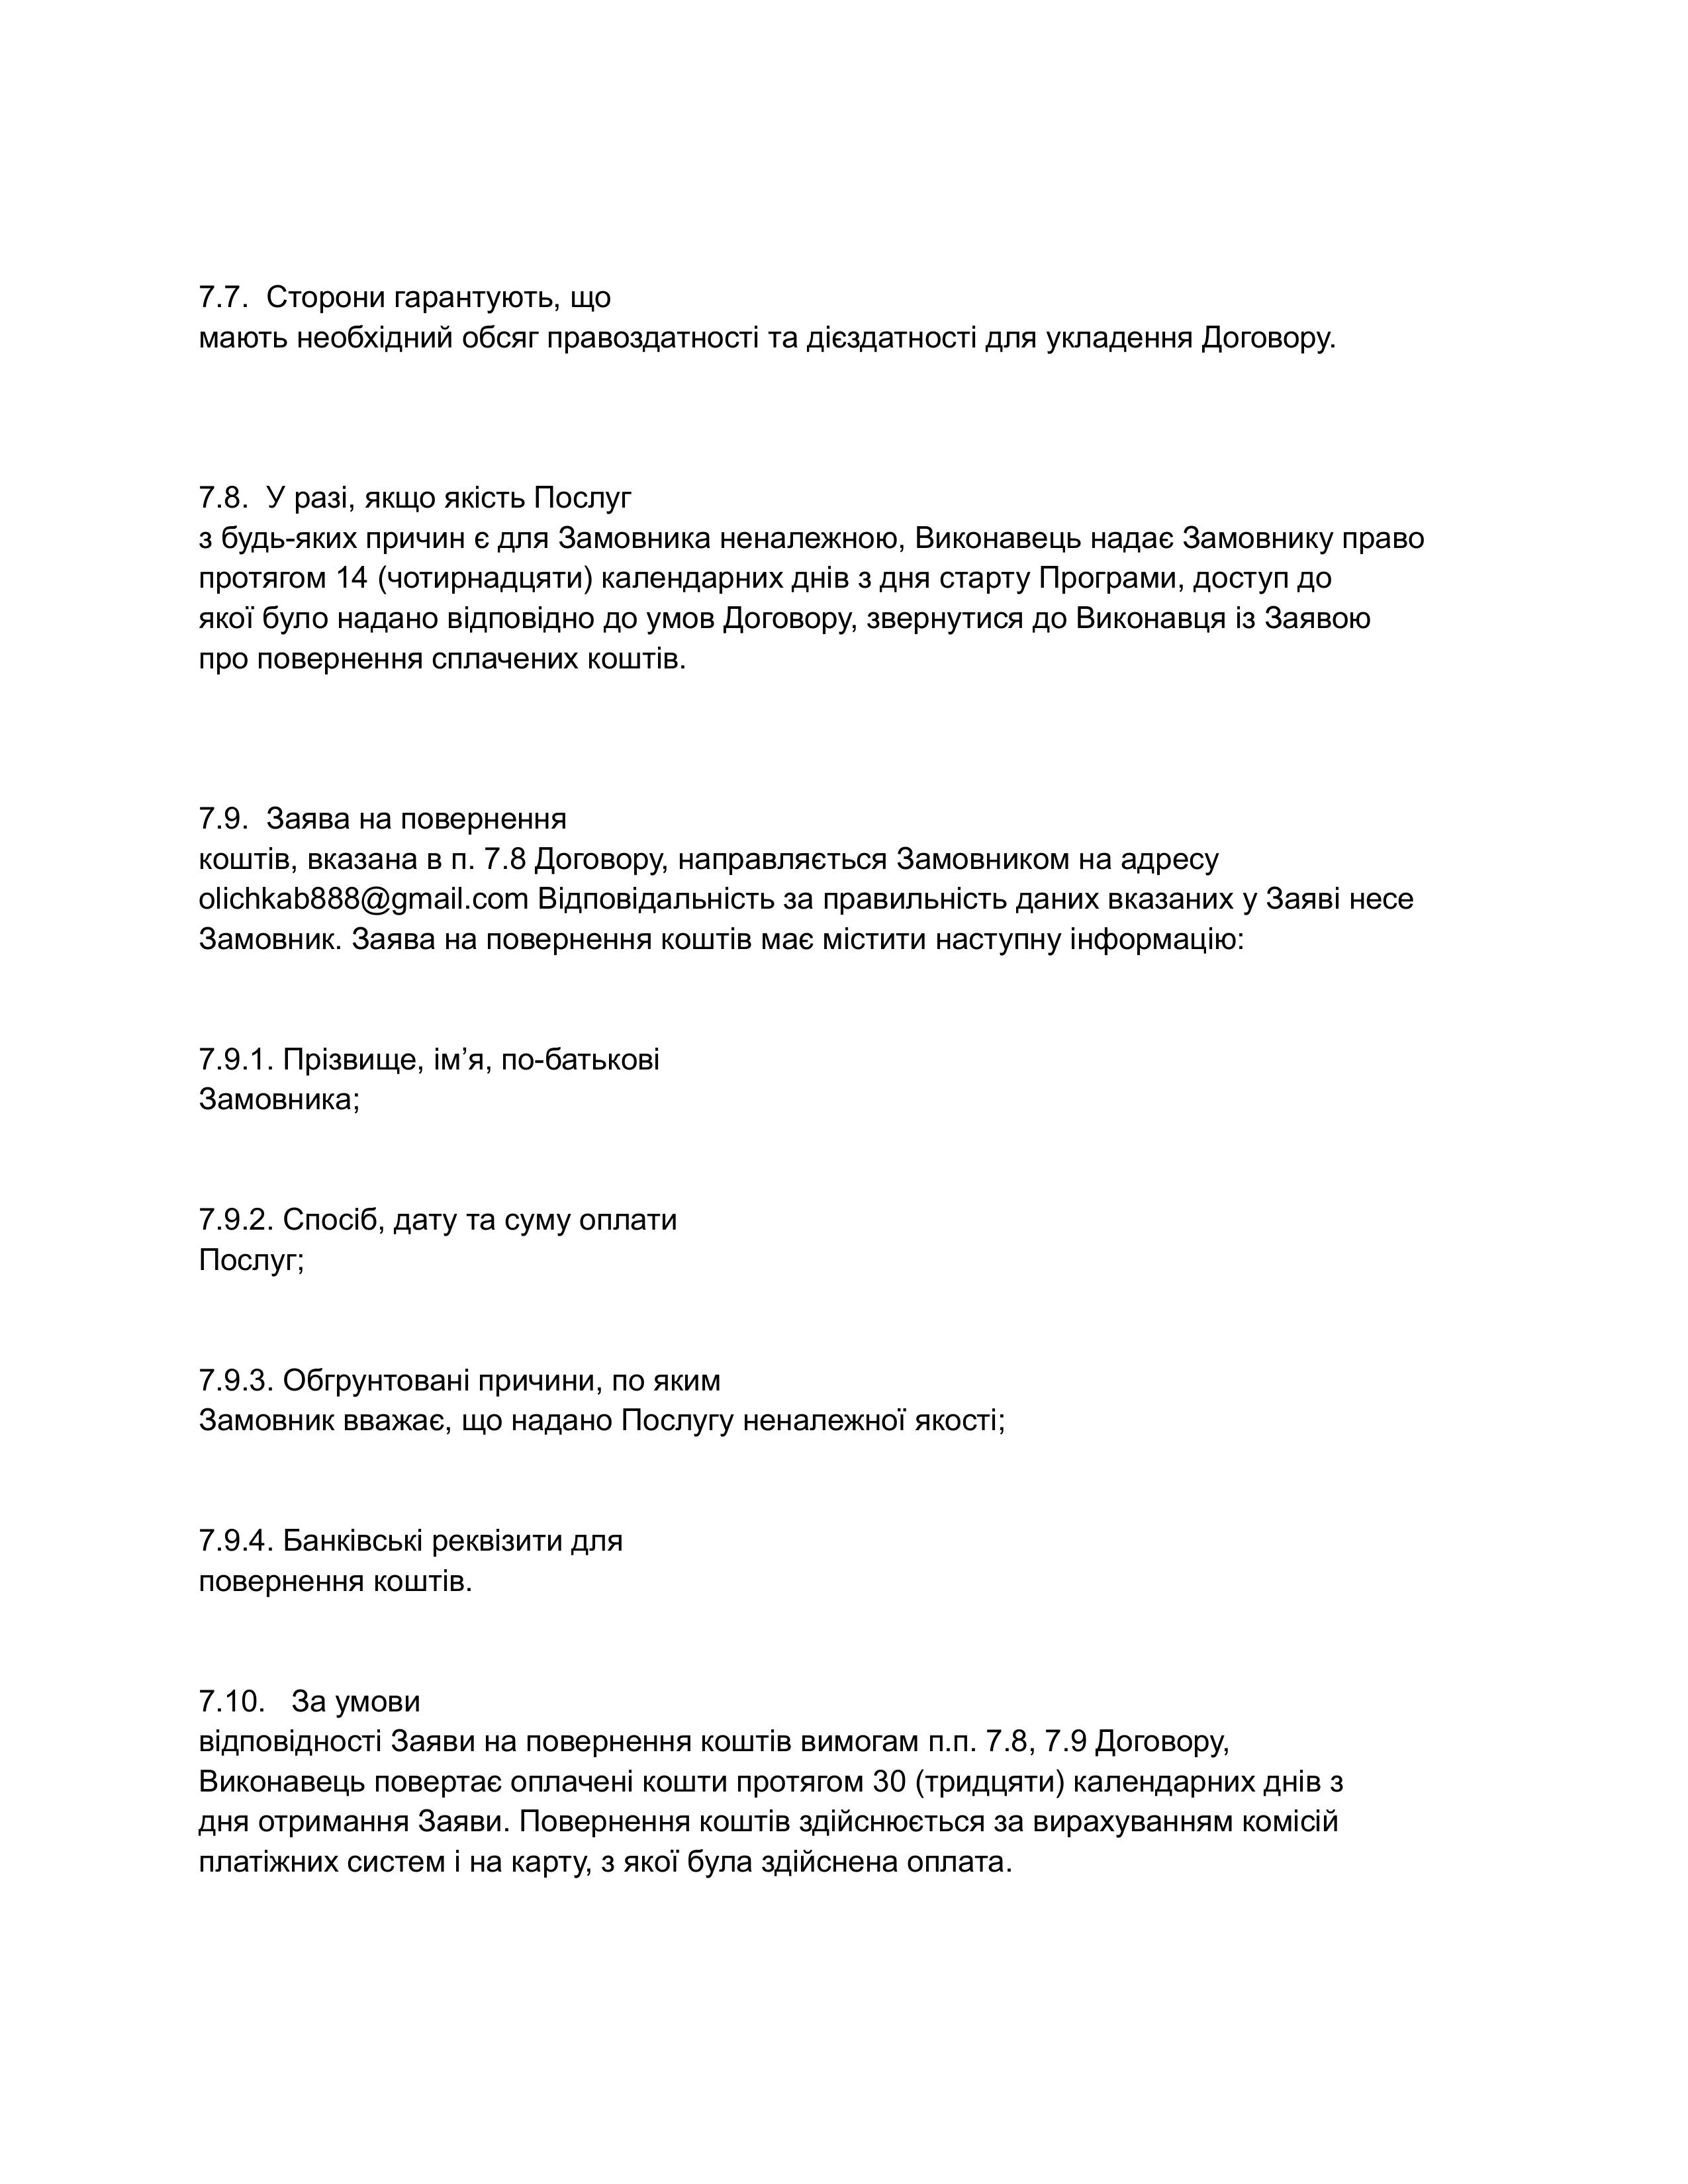 7.7.  Сторони гарантують, що
мають необхідний обсяг правоздатності та дієздатності для укладення Договору.
7.8.  У разі, якщо якість Послуг
з будь-яких причин є для Замовника неналежною, Виконавець надає Замовнику право
протягом 14 (чотирнадцяти) календарних днів з дня старту Програми, доступ до
якої було надано відповідно до умов Договору, звернутися до Виконавця із Заявою
про повернення сплачених коштів.
7.9.  Заява на повернення
коштів, вказана в п. 7.8 Договору, направляється Замовником на адресу
olichkab888@gmail.com Відповідальність за правильність даних вказаних у Заяві несе
Замовник. Заява на повернення коштів має містити наступну інформацію:
7.9.1. Прізвище, ім’я, по-батькові
Замовника;
7.9.2. Спосіб, дату та суму оплати
Послуг;
7.9.3. Обгрунтовані причини, по яким
Замовник вважає, що надано Послугу неналежної якості;
7.9.4. Банківські реквізити для
повернення коштів.
7.10.   За умови
відповідності Заяви на повернення коштів вимогам п.п. 7.8, 7.9 Договору,
Виконавець повертає оплачені кошти протягом 30 (тридцяти) календарних днів з
дня отримання Заяви. Повернення коштів здійснюється за вирахуванням комісій
платіжних систем і на карту, з якої була здійснена оплата.